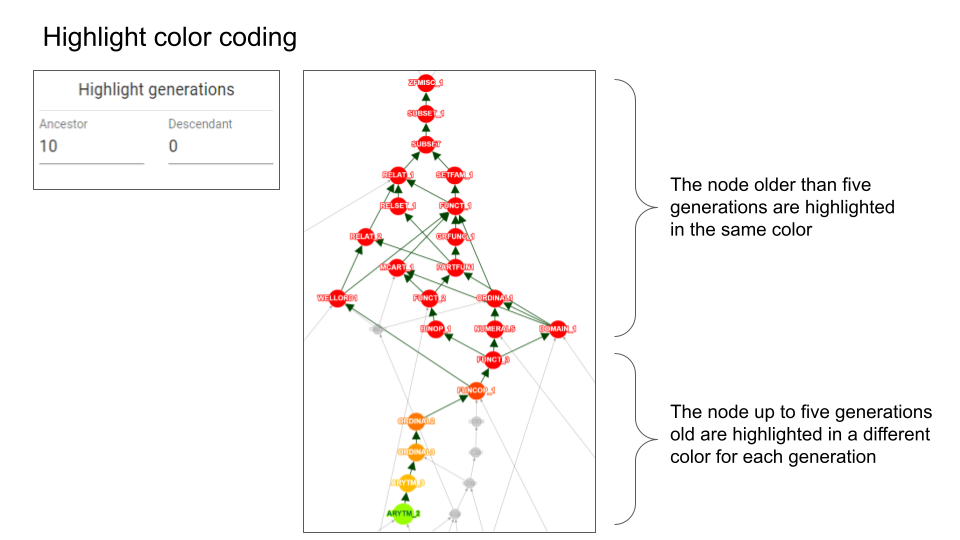 Highlight color coding
Highlight generations
Ancestor
Descendant
10
0
ZFMISC_1
SUBSET_1
SUBSET
RELAT_1
SETFAM_1
RELSET_1
FUNCT_1
RELAT_2
GRFUNC_1
MCART_1
PARTFUN1
WELLORD1
FUNCT_2
ORDINAL1
BINOP_1
NUMERALS
DOMAIN_1
FUNCT_3
FUNCOP_1
ORDINAL2
ORDINAL3
ARYTM_3
ARYTM_2
The node older than five
generations are highlighted
in the same color
The node up to five generations
old are highlighted in a different
color for each generation